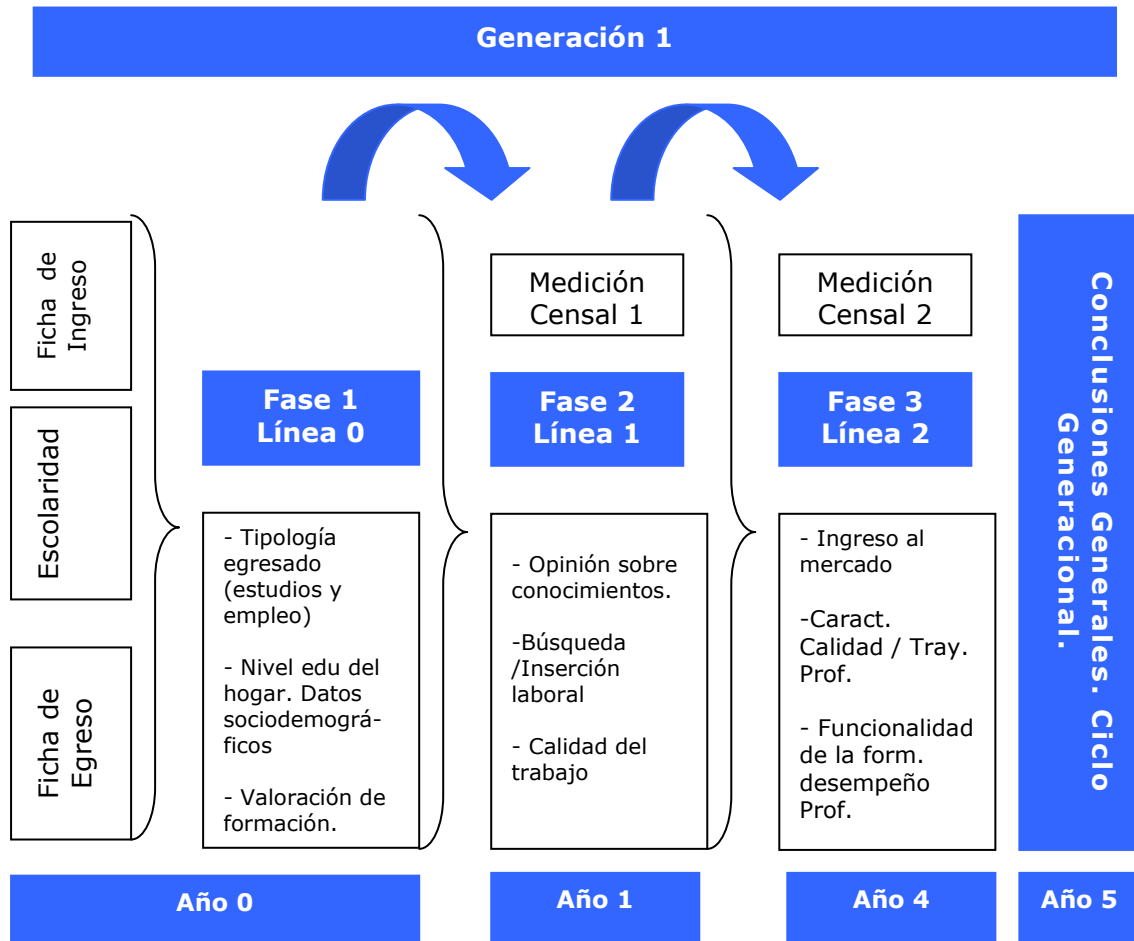 Generación 1
Ficha de
Ingreso
Escolaridad
Ficha de
Egreso
Fase 1
Línea 0
- Tipología
egresado
(estudios y
empleo)
- Nivel edu del
hogar. Datos
sociodemográ-
ficos
- Valoración de
formación.
Medición
Censal 1
Fase 2
Línea 1
- Opinión sobre
conocimientos.
-Búsqueda
/Inserción
laboral
- Calidad del
trabajo
Medición
Censal 2
Fase 3
Línea 2
- Ingreso al
mercado
-Caract.
Calidad / Tray.
Prof.
- Funcionalidad
de la form.
desempeño
Prof.
Conclusiones Generales. Ciclo
Generacional.
Año 0
Año 1
Año 4
Año 5